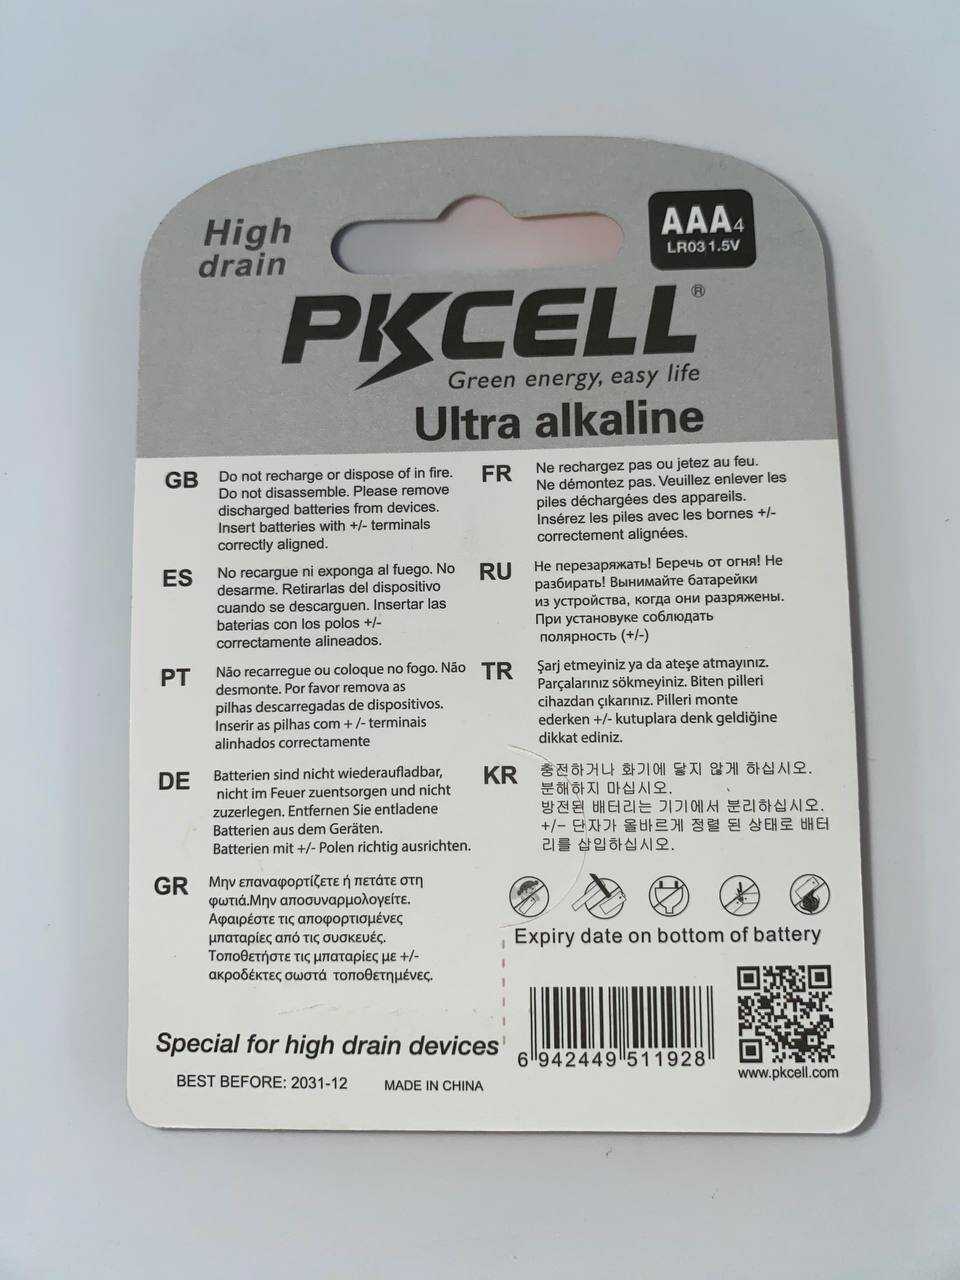 High
drain
AAA4
LR03 1.5V
PKCELL®
Green energy, easy life
Ultra alkaline
GB
Do not recharge or dispose of in fire.
Do not disassemble. Please remove
discharged batteries from devices.
Insert batteries with +/- terminals
correctly aligned.
FR
Ne rechargez pas ou jetez au feu.
Ne démontez pas. Veuillez enlever les
piles déchargées des appareils.
Insérez les piles avec les bornes +/-
correctement alignées.
ES
No recargue ni exponga al fuego. No
desarme. Retirarlas del dispositivo
cuando se descarguen. Insertar las
baterias con los polos +/-
correctamente alineados.
RU
Не перезаряжать! Беречь от огня! Не
разбирать! Вынимайте батарейки
из устройства, когда они разряжены.
При установуке соблюдать
полярность (+/-)
PT
Não recarregue ou coloque no fogo. Não
desmonte. Por favor remova as
pilhas descarregadas de dispositivos.
Inserir as pilhas com + /- terminais
alinhados correctamente
TR
Şarj etmeyiniz ya da ateşe atmayınız.
Parçalarınız sökmeyiniz. Biten pilleri
cihazdan çıkarınız. Pilleri monte
ederken +/- kutuplara denk geldiğine
dikkat ediniz.
DE
Batterien sind nicht wiederaufladbar,
nicht im Feuer zuentsorgen und nicht
zuzerlegen. Entfernen Sie entladene
Batterien aus dem Geräten.
Batterien mit +/- Polen richtig ausrichten.
KR
충전하거나 화기에 닿지 않게 하십시오.
분해하지 마십시오.
방전된 배터리는 기기에서 분리하십시오.
+/- 단자가 올바르게 정렬 된 상태로 배터
리를 삽입하십시오.
GR
Μην επαναφορτίζετε ή πετάτε στη
φωτιά.Μην αποσυναρμολογείτε.
Αφαιρέστε τις αποφορτισμένες
μπαταρίες από τις συσκευές.
Τοποθετήστε τις μπαταρίες με +/-
ακροδέκτες σωστά τοποθετημένες.
Expiry date on bottom of battery
Special for high drain devices
6 942449 511928
www.pkcell.com
BEST BEFORE: 2031-12
MADE IN CHINA